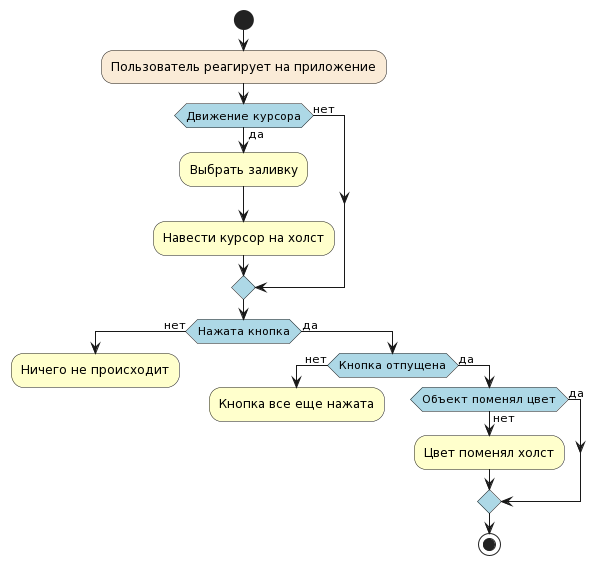 Пользователь реагирует на приложение
Движение курсора
нет
да
Выбрать заливку
Навести курсор на холст
нет
Нажата кнопка
да
Ничего не происходит
нет
Кнопка отпущена
да
Кнопка все еще нажата
Объект поменял цвет
да
нет
Цвет поменял холст